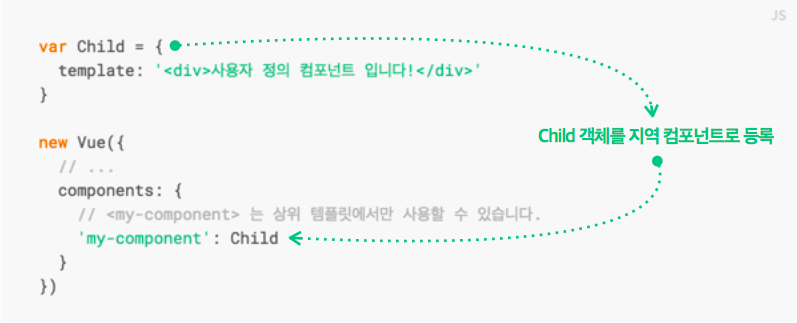 JS
var Child = {
  template: '<div>사용자 정의 컴포넌트 입니다!</div>'
}
Child 객체를 지역 컴포넌트로 등록
new Vue({
  // ...
  components: {
    // <my-component> 는 상위 템플릿에서만 사용할 수 있습니다.
    'my-component': Child
  }
})